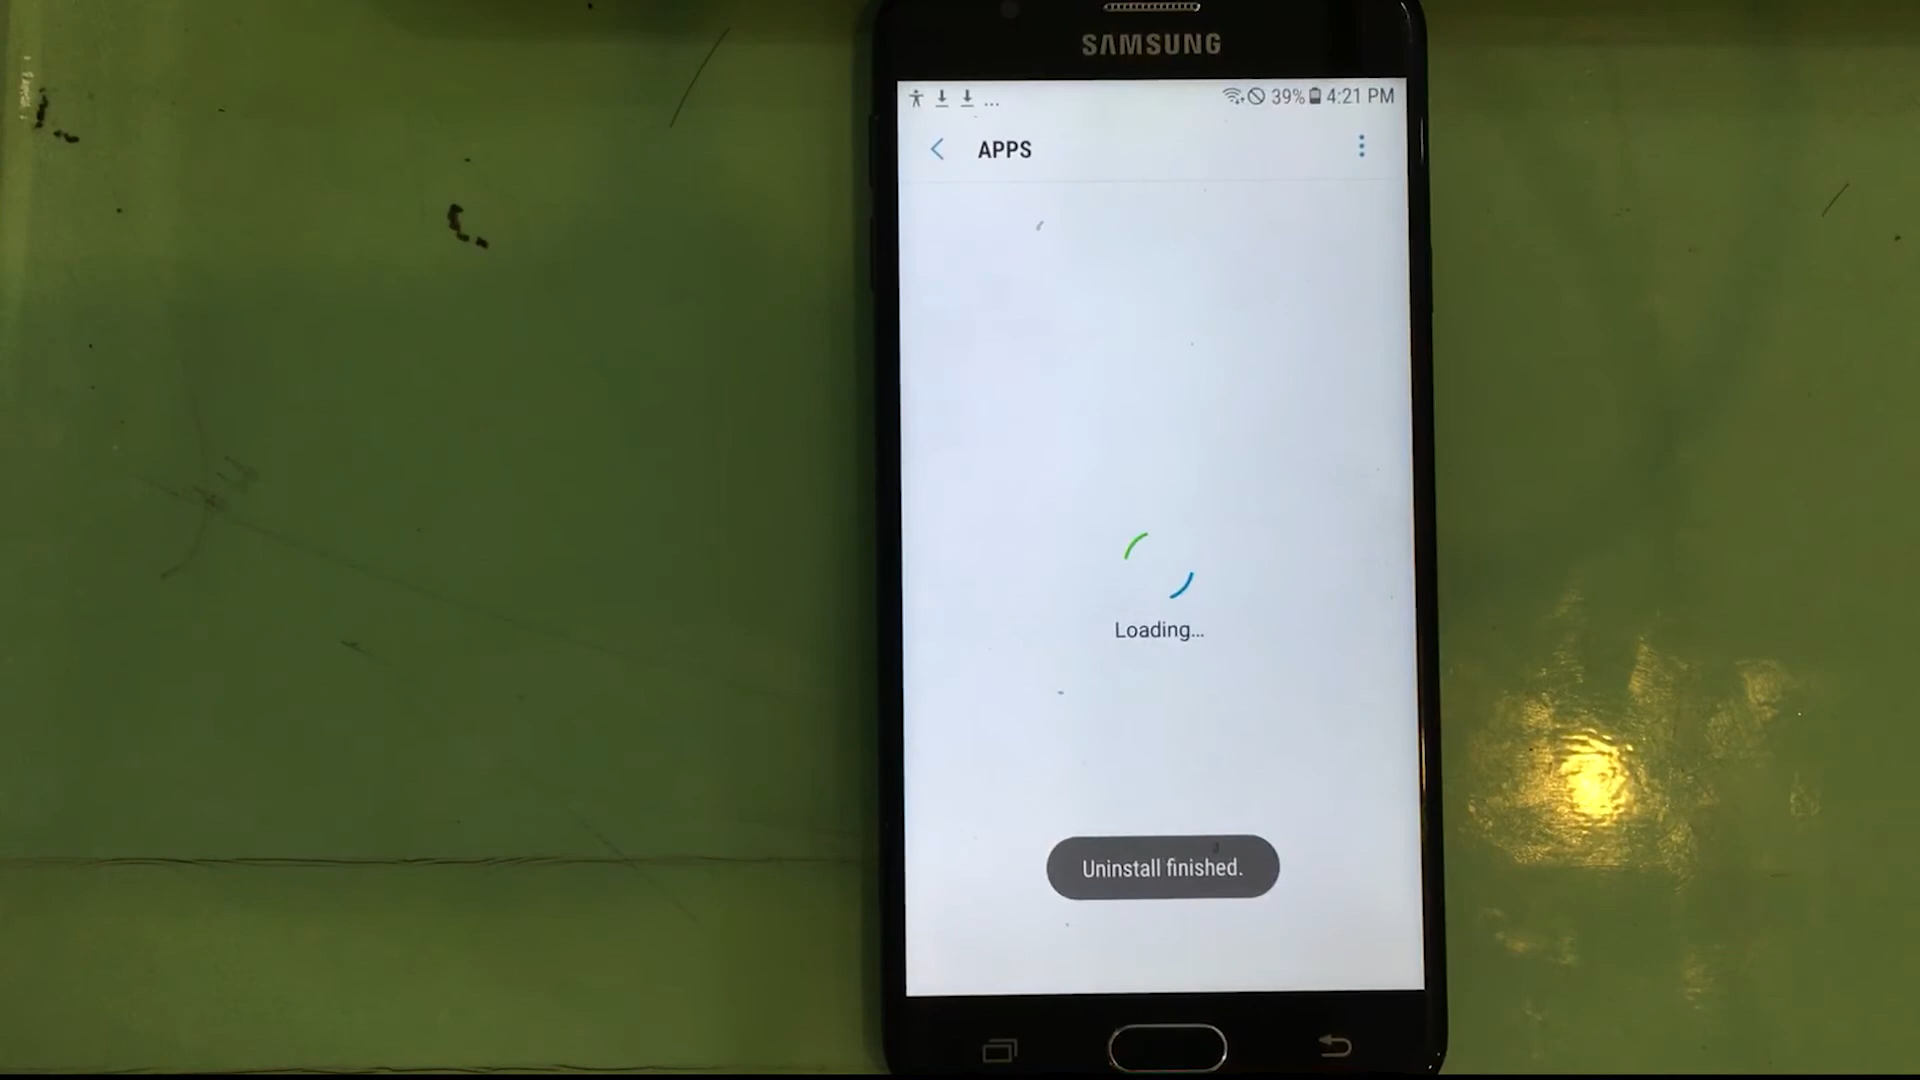 SAMSUNG
... 39% 4:21 PM
APPS
Loading...
Uninstall finished.